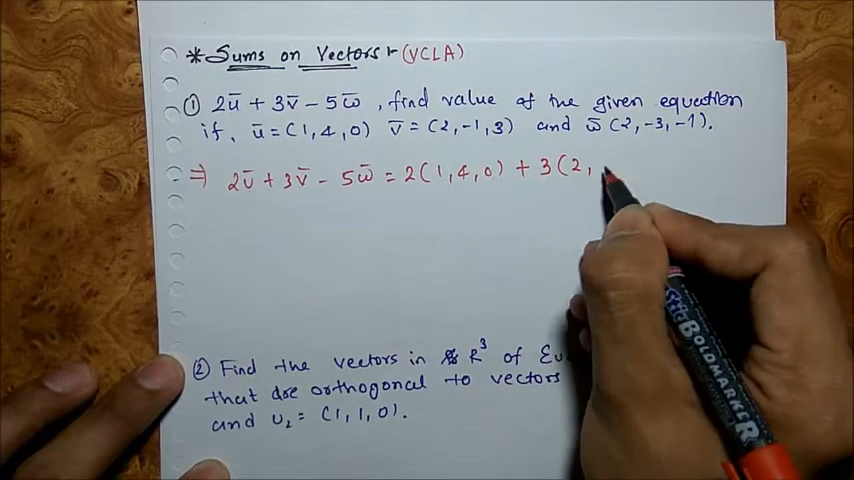 * Sums on Vectors :- (VCLA)
① 2ū + 3v̄ - 5w̄, find value of the given equation
if, ū = (1, 4, 0) v̄ = (2, -1, 3) and w̄ (2, -3, -1).
⇒ 2ū + 3v̄ - 5w̄ = 2(1, 4, 0) + 3(2,
② Find the vectors in R³ of Eu
that are orthogonal to vectors
and u₂ = (1, 1, 0).
BOLDMARKER